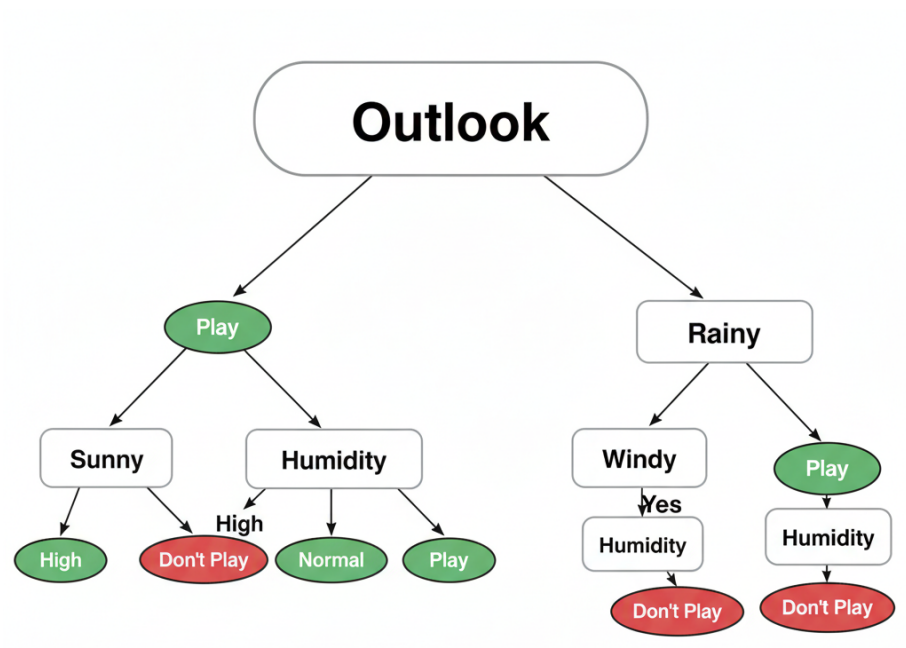 Outlook
Play
Rainy
Sunny
Humidity
Windy
Play
High
Yes
High
Don't Play
Normal
Play
Humidity
Humidity
Don't Play
Don't Play